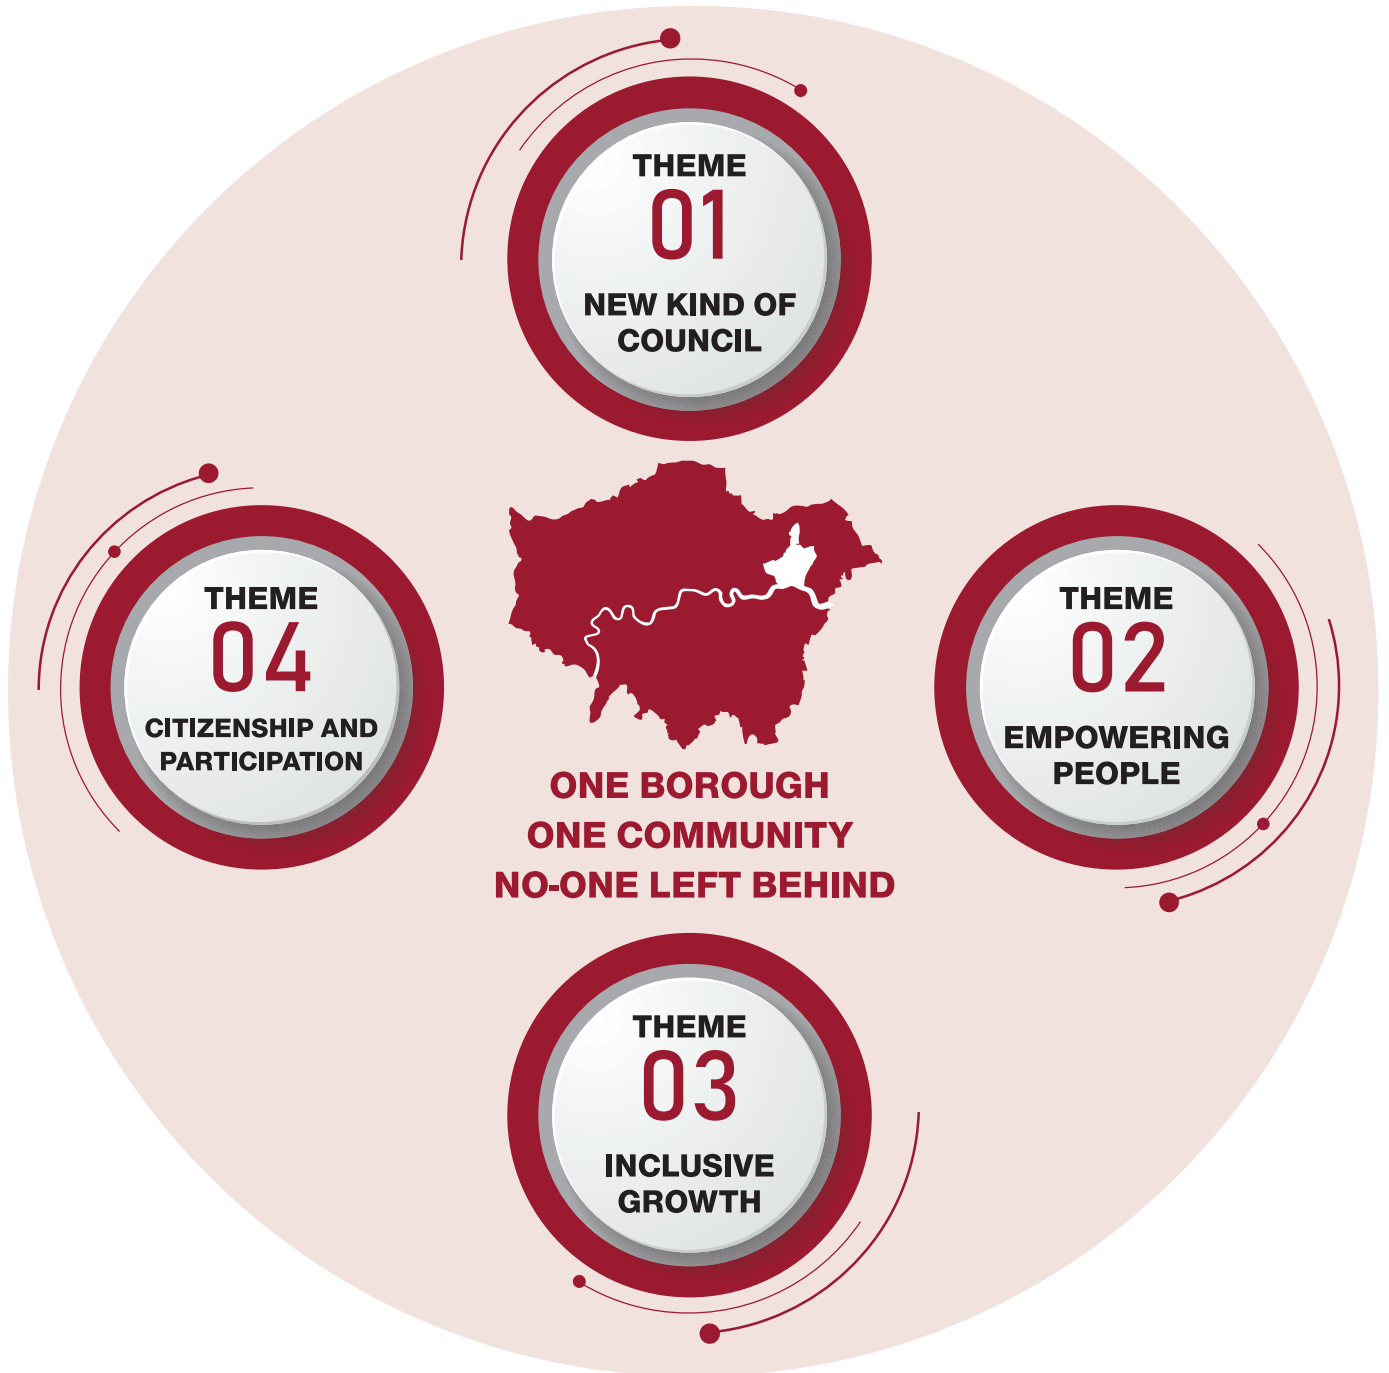 THEME
01
NEW KIND OF
COUNCIL
THEME
04
CITIZENSHIP AND
PARTICIPATION
THEME
02
EMPOWERING
PEOPLE
ONE BOROUGH
ONE COMMUNITY
NO-ONE LEFT BEHIND
THEME
03
INCLUSIVE
GROWTH